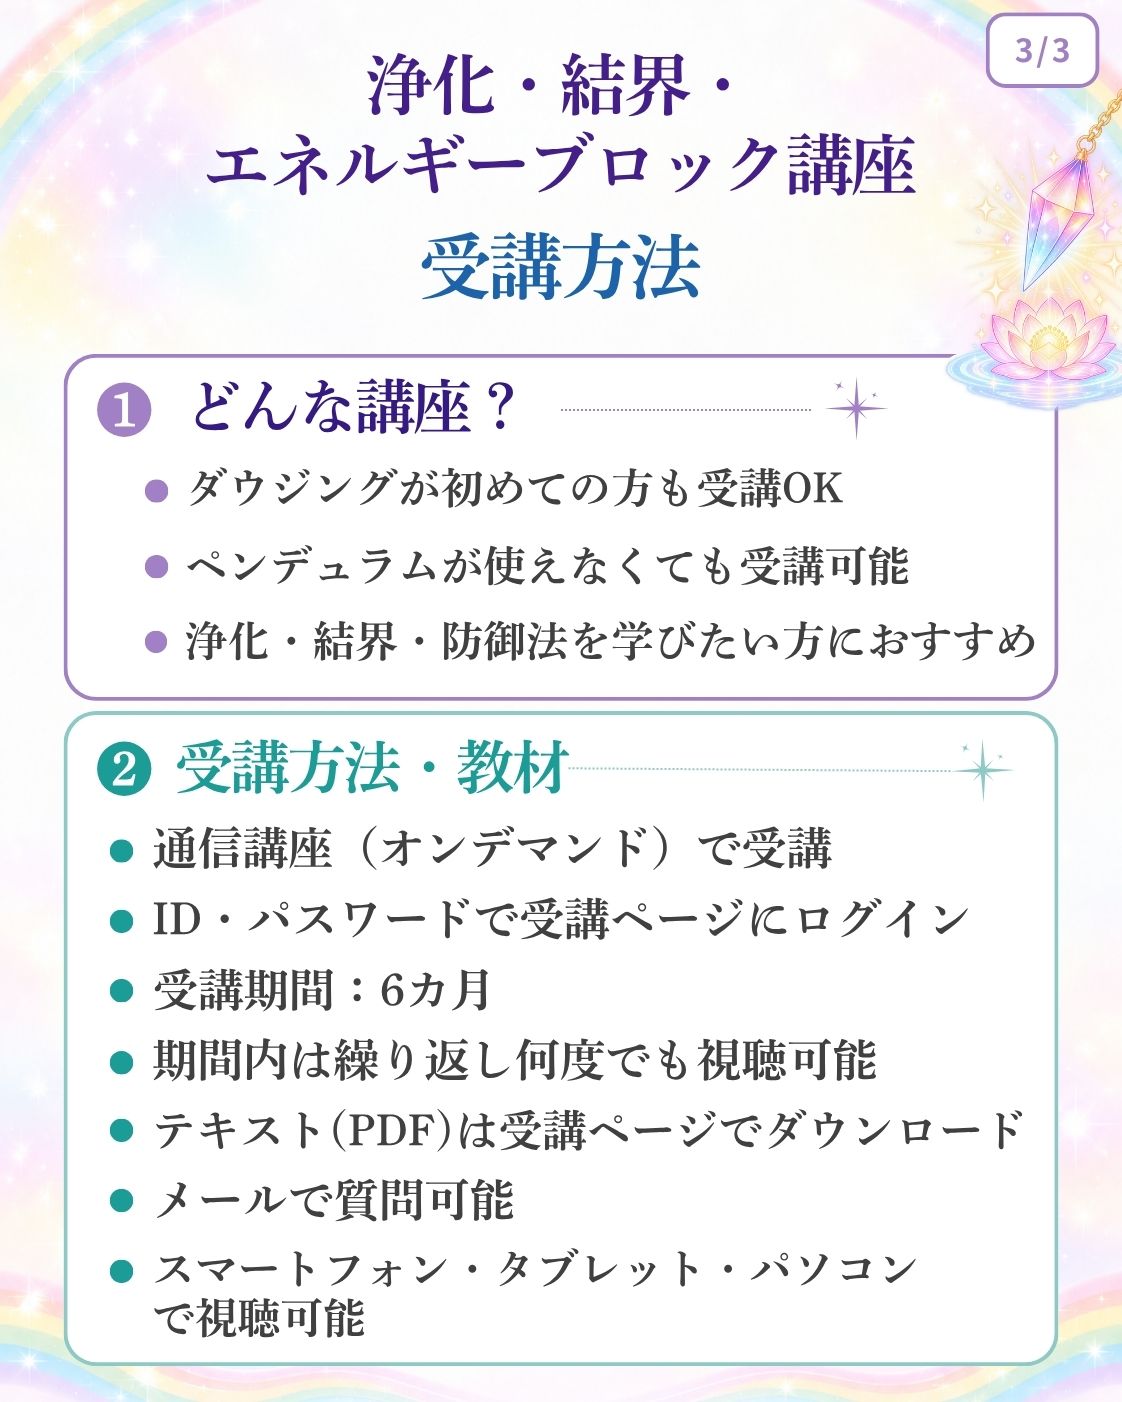 3/3
浄化・結界・
エネルギーブロック講座
受講方法
1 どんな講座？
ダウジングが初めての方も受講OK
ペンデュラムが使えなくても受講可能
浄化・結界・防御法を学びたい方におすすめ
2 受講方法・教材
通信講座（オンデマンド）で受講
ID・パスワードで受講ページにログイン
受講期間：6カ月
期間内は繰り返し何度でも視聴可能
テキスト(PDF)は受講ページでダウンロード
メールで質問可能
スマートフォン・タブレット・パソコン
で視聴可能